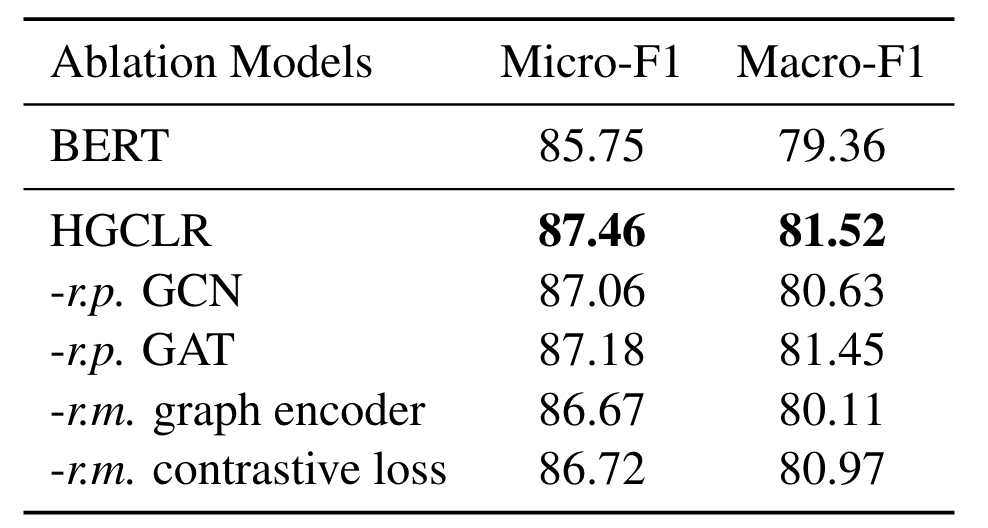 Ablation Models Micro-F1 Macro-F1
BERT 85.75 79.36
HGCLR 87.46 81.52
-r.p. GCN 87.06 80.63
-r.p. GAT 87.18 81.45
-r.m. graph encoder 86.67 80.11
-r.m. contrastive loss 86.72 80.97